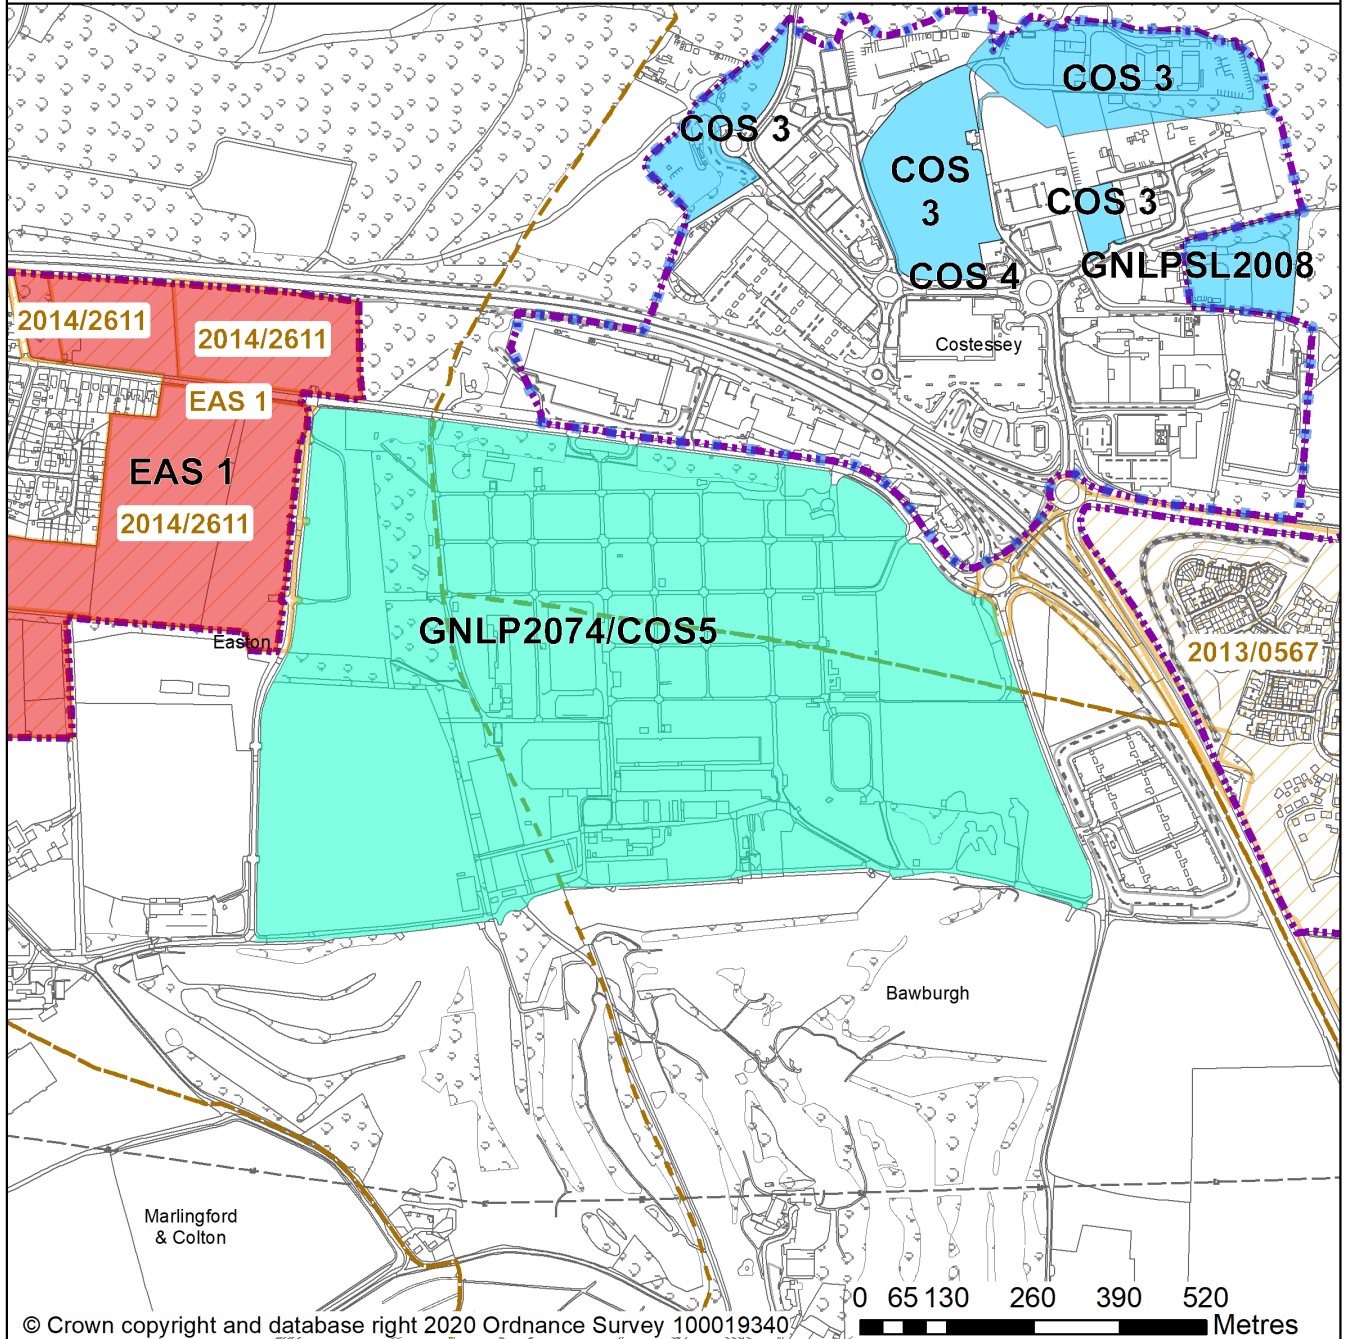 COS 3
COS 3
COS
3
COS 3
GNLPSL2008
COS 4
2014/2611
2014/2611
Costessey
EAS 1
EAS 1
2014/2611
GNLP2074/COS5
Easton
2013/0567
Bawburgh
Marlingford
& Colton
0 65 130 260 390 520
Metres
© Crown copyright and database right 2020 Ordnance Survey 100019340